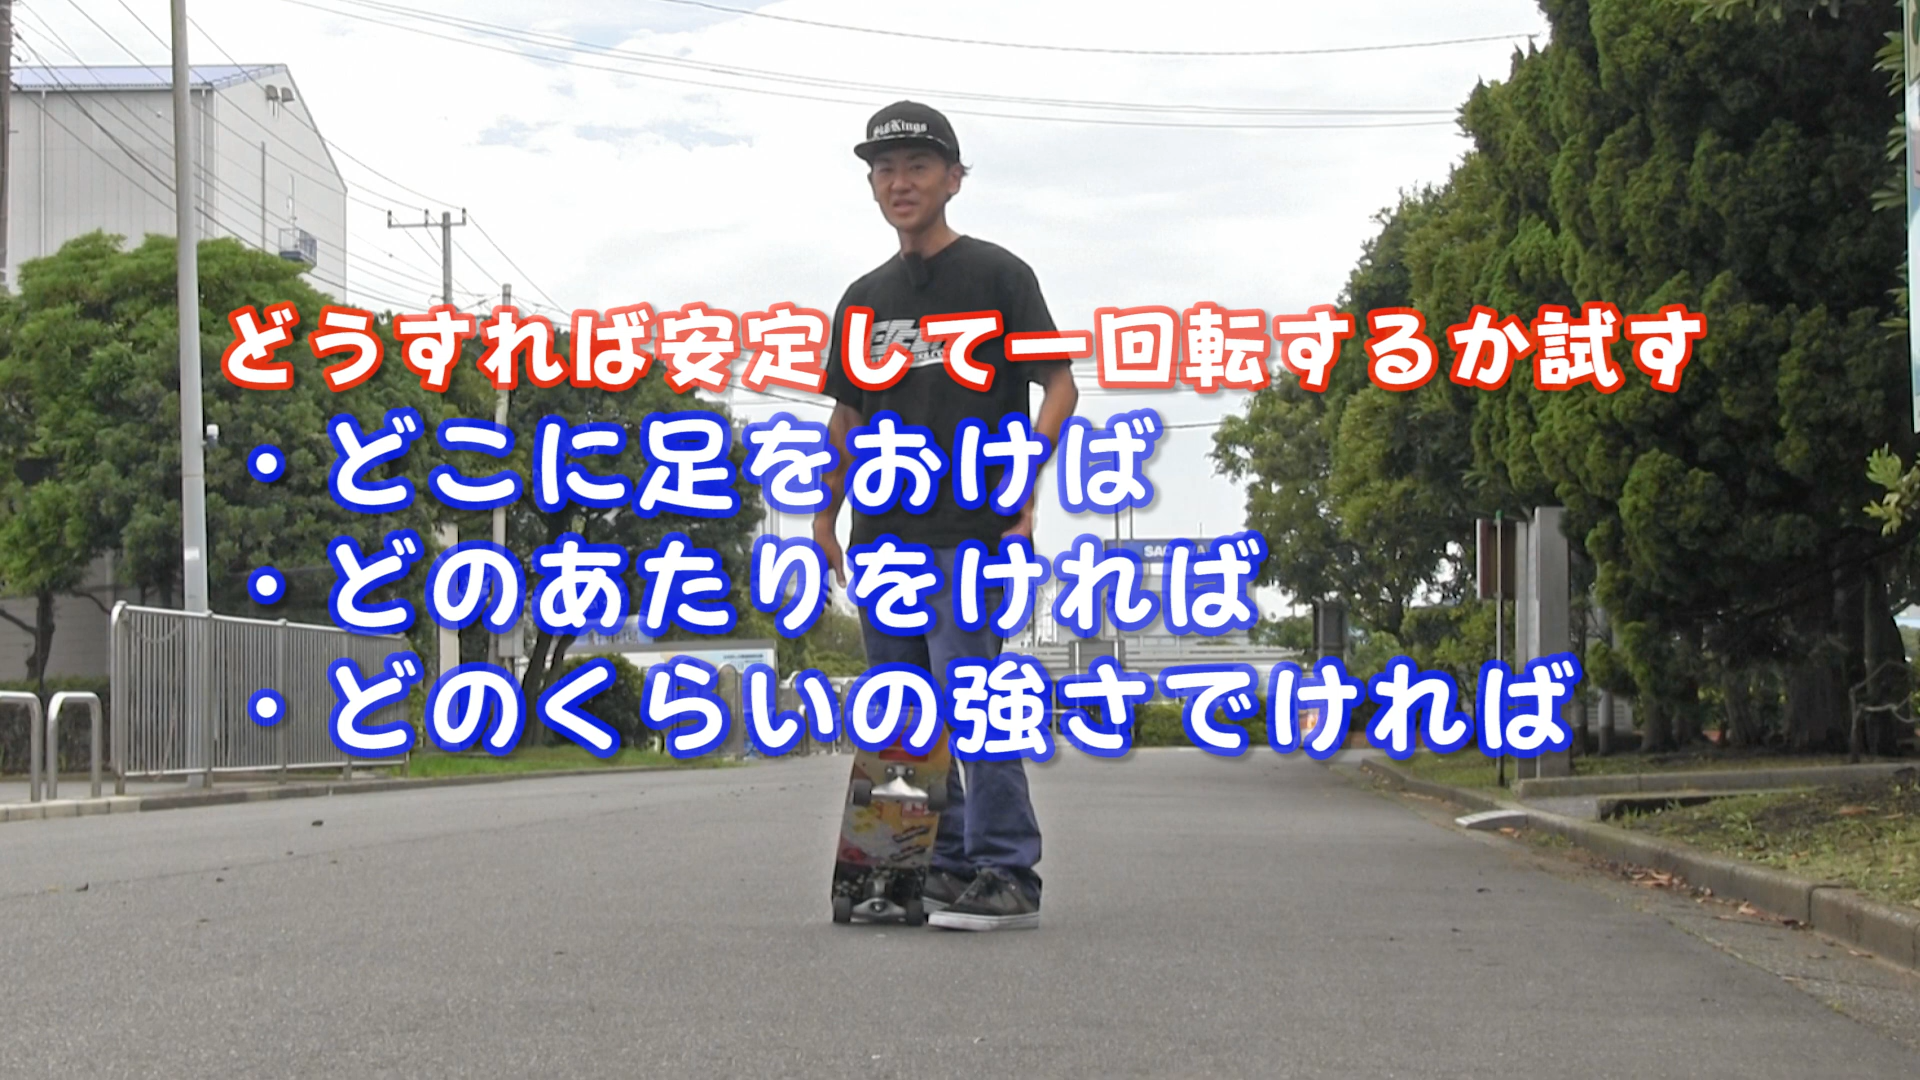 SilKings
どうすれば安定して一回転するか試す
・どこに足をおけば
・どのあたりをければ
・どのくらいの強さでければ